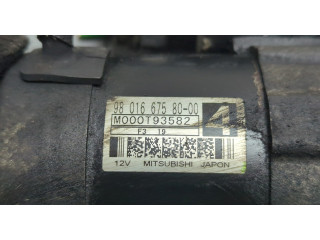 98 016 675 80-00
M000T93582
F3 19
12V MITSUBISHI JAPON